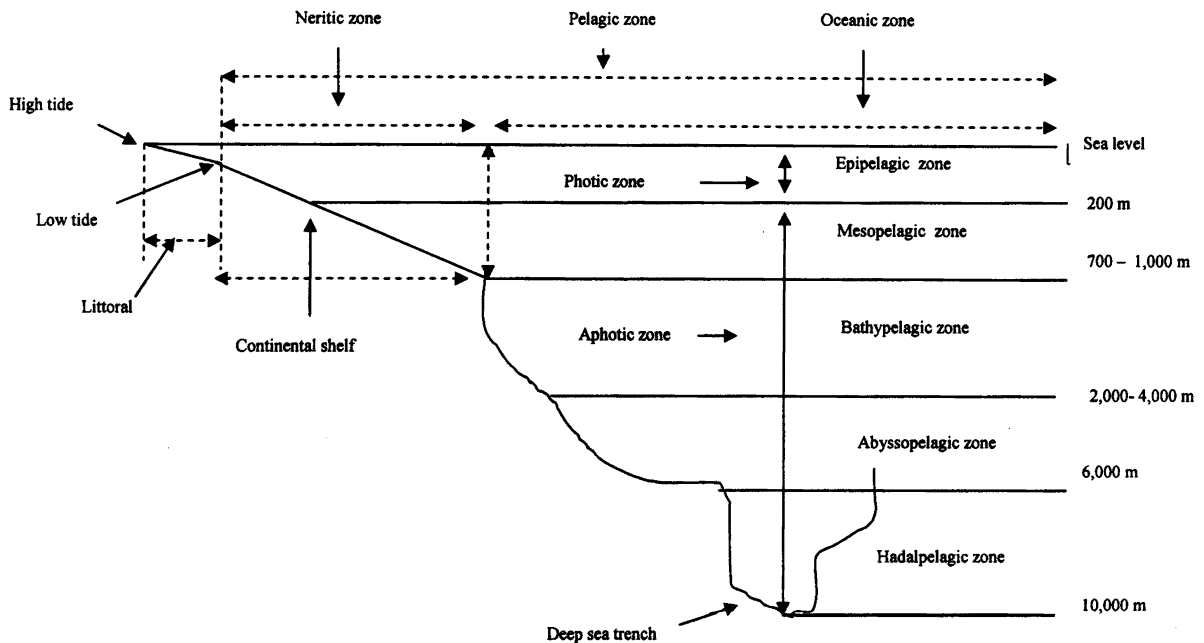 Neritic zone
Pelagic zone
Oceanic zone
High tide
Sea level
Epipelagic zone
Photic zone
200 m
Low tide
Mesopelagic zone
700 – 1,000 m
Littoral
Continental shelf
Aphotic zone
Bathypelagic zone
2,000- 4,000 m
Abyssopelagic zone
6,000 m
Hadalpelagic zone
10,000 m
Deep sea trench